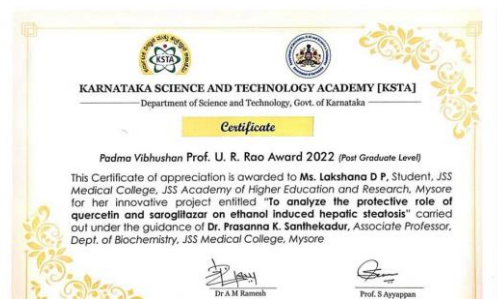 KSTA
KARNATAKA SCIENCE AND TECHNOLOGY ACADEMY [KSTA]
Department of Science and Technology, Govt. of Karnataka
Certificate
Padma Vibhushan Prof. U. R. Rao Award 2022 (Post Graduate Level)
This Certificate of appreciation is awarded to Ms. Lakshana D P, Student, JSS
Medical College, JSS Academy of Higher Education and Research, Mysore
for her innovative project entitled "To analyze the protective role of
quercetin and saroglitazar on ethanol induced hepatic steatosis" carried
out under the guidance of Dr. Prasanna K. Santhekadur, Associate Professor,
Dept. of Biochemistry, JSS Medical College, Mysore
Dr A M Ramesh
Prof. S Ayyappan